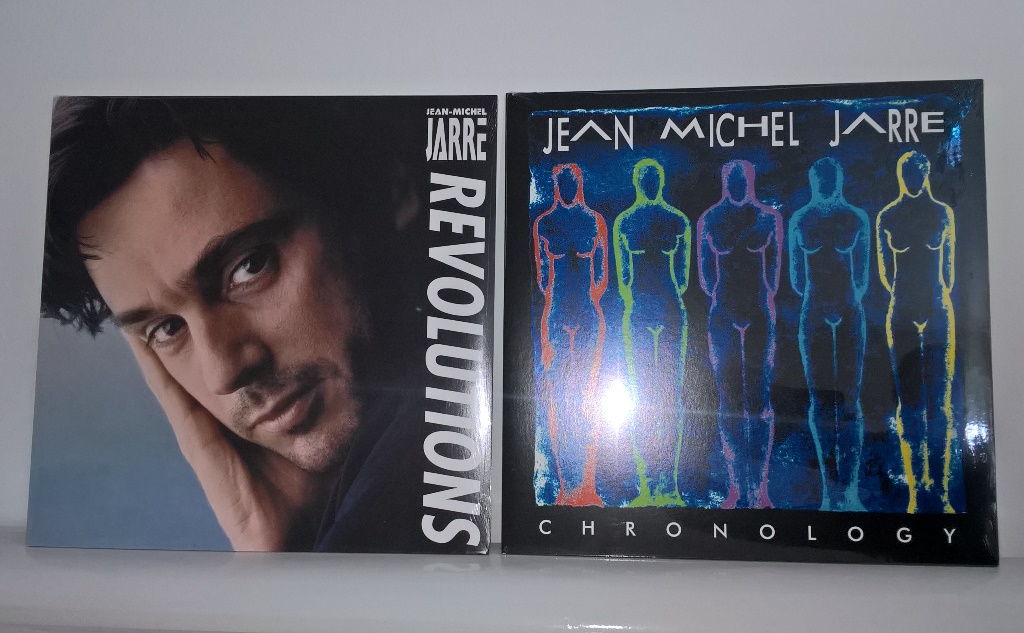 JEAN-MICHEL
JARRE
REVOLUTIONS
JEAN MICHEL JARRE
CHRONOLOGY